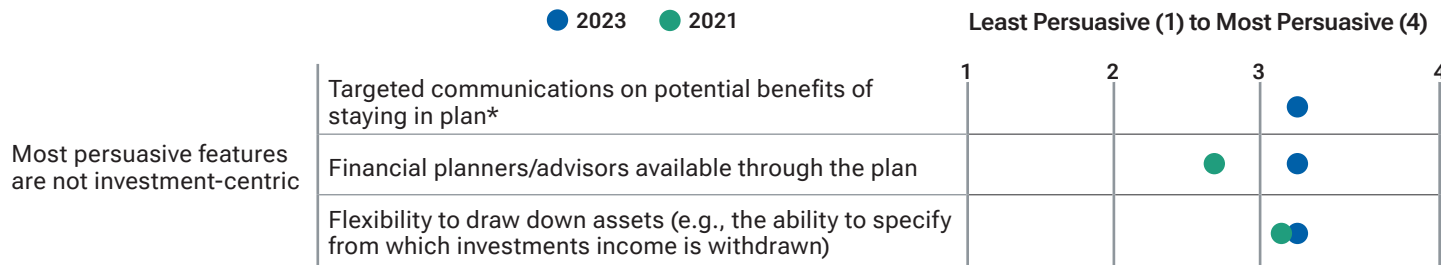 2023 2021 Least Persuasive (1) to Most Persuasive (4)
1 2 3 4
Targeted communications on potential benefits of
staying in plan*
Most persuasive features
are not investment-centric
Financial planners/advisors available through the plan
Flexibility to draw down assets (e.g., the ability to specify
from which investments income is withdrawn)